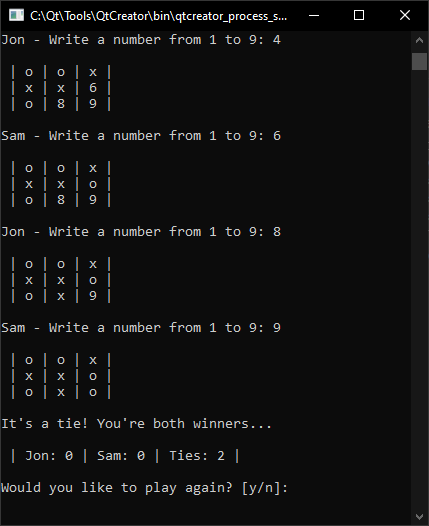 C:\Qt\Tools\QtCreator\bin\qtcreator_process_s...
Jon - Write a number from 1 to 9: 4
| o | o | x |
| x | x | 6 |
| o | 8 | 9 |
Sam - Write a number from 1 to 9: 6
| o | o | x |
| x | x | o |
| o | 8 | 9 |
Jon - Write a number from 1 to 9: 8
| o | o | x |
| x | x | o |
| o | x | 9 |
Sam - Write a number from 1 to 9: 9
| o | o | x |
| x | x | o |
| o | x | o |
It's a tie! You're both winners...
| Jon: 0 | Sam: 0 | Ties: 2 |
Would you like to play again? [y/n]: